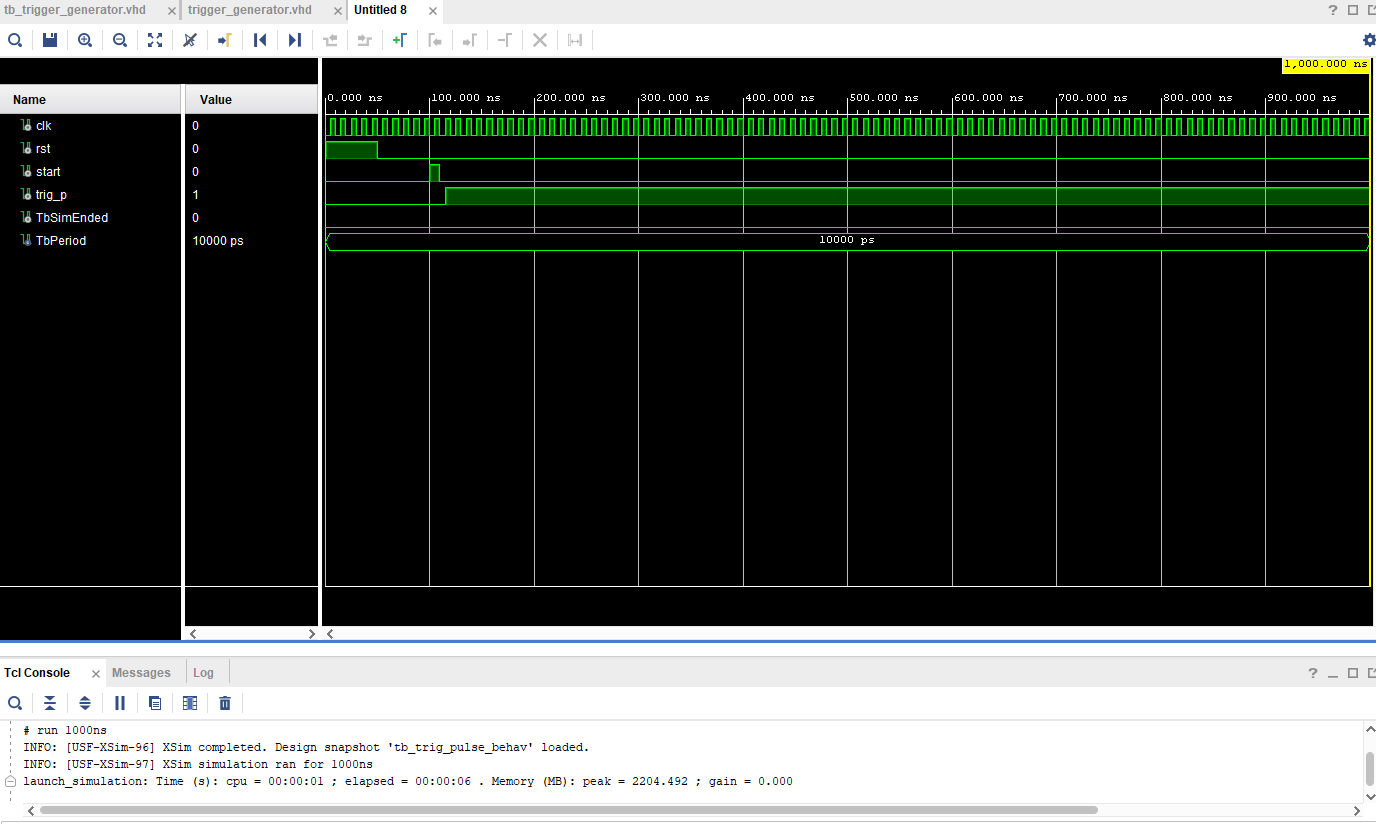 tb_trigger_generator.vhd × trigger_generator.vhd × Untitled 8 ×
1,000.000 ns
Name Value
0.000 ns 100.000 ns 200.000 ns 300.000 ns 400.000 ns 500.000 ns 600.000 ns 700.000 ns 800.000 ns 900.000 ns
clk 0
rst 0
start 0
trig_p 1
TbSimEnded 0
TbPeriod 10000 ps 10000 ps
Tcl Console × Messages Log
# run 1000ns
INFO: [USF-XSim-96] XSim completed. Design snapshot 'tb_trig_pulse_behav' loaded.
INFO: [USF-XSim-97] XSim simulation ran for 1000ns
launch_simulation: Time (s): cpu = 00:00:01 ; elapsed = 00:00:06 . Memory (MB): peak = 2204.492 ; gain = 0.000